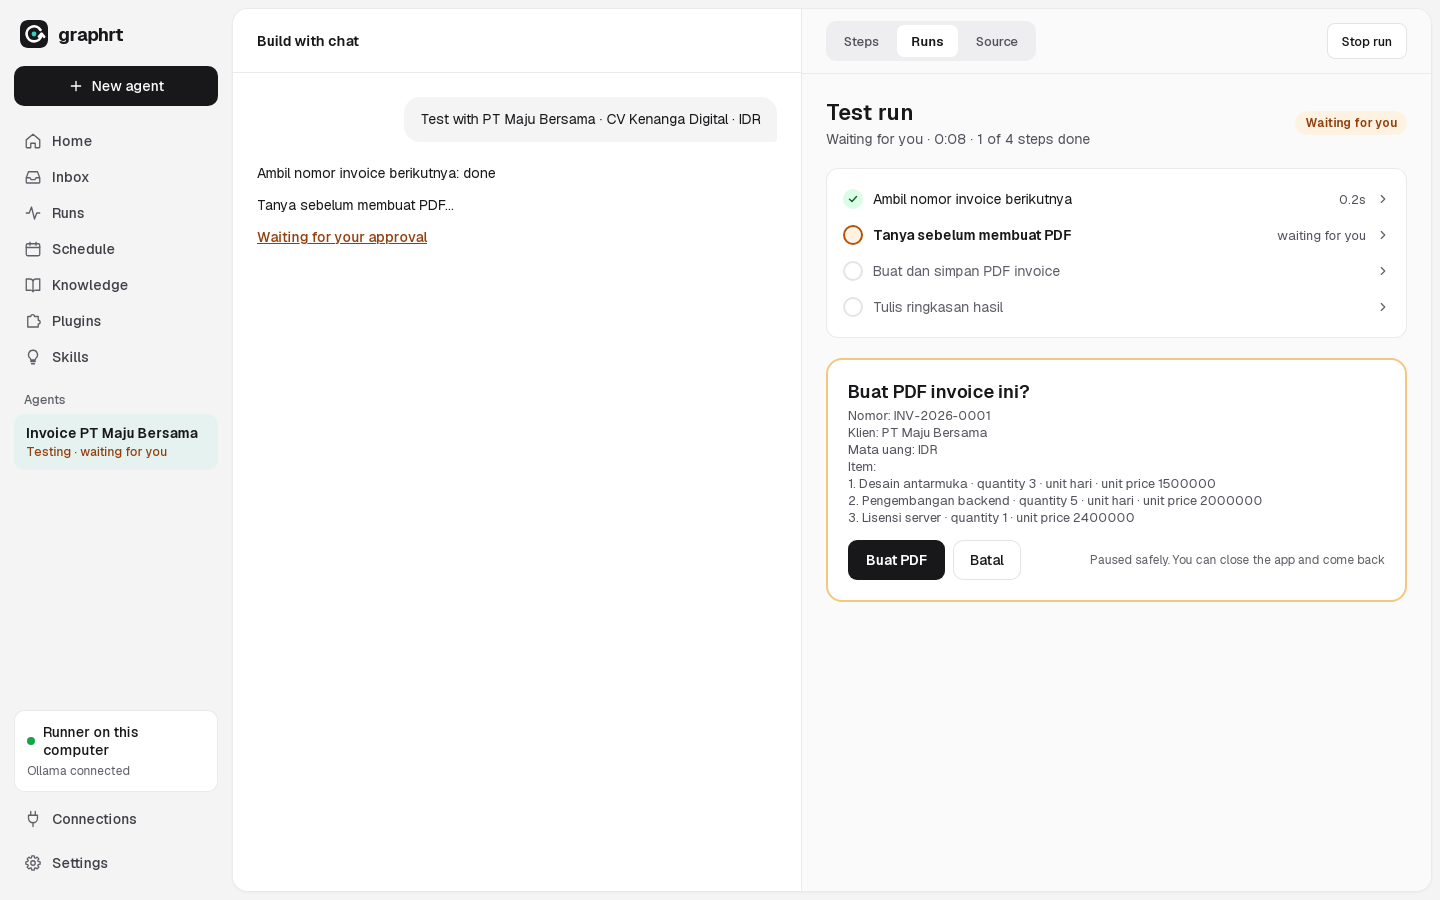 graphrt
New agent
Home
Inbox
Runs
Schedule
Knowledge
Plugins
Skills
Agents
Invoice PT Maju Bersama
Testing · waiting for you
Runner on this
computer
Ollama connected
Connections
Settings
Build with chat
Test with PT Maju Bersama · CV Kenanga Digital · IDR
Ambil nomor invoice berikutnya: done
Tanya sebelum membuat PDF...
Waiting for your approval
Steps
Runs
Source
Stop run
Test run
Waiting for you · 0:08 · 1 of 4 steps done
Waiting for you
Ambil nomor invoice berikutnya 0.2s
Tanya sebelum membuat PDF waiting for you
Buat dan simpan PDF invoice
Tulis ringkasan hasil
Buat PDF invoice ini?
Nomor: INV-2026-0001
Klien: PT Maju Bersama
Mata uang: IDR
Item:
1. Desain antarmuka · quantity 3 · unit hari · unit price 1500000
2. Pengembangan backend · quantity 5 · unit hari · unit price 2000000
3. Lisensi server · quantity 1 · unit price 2400000
Buat PDF
Batal
Paused safely. You can close the app and come back